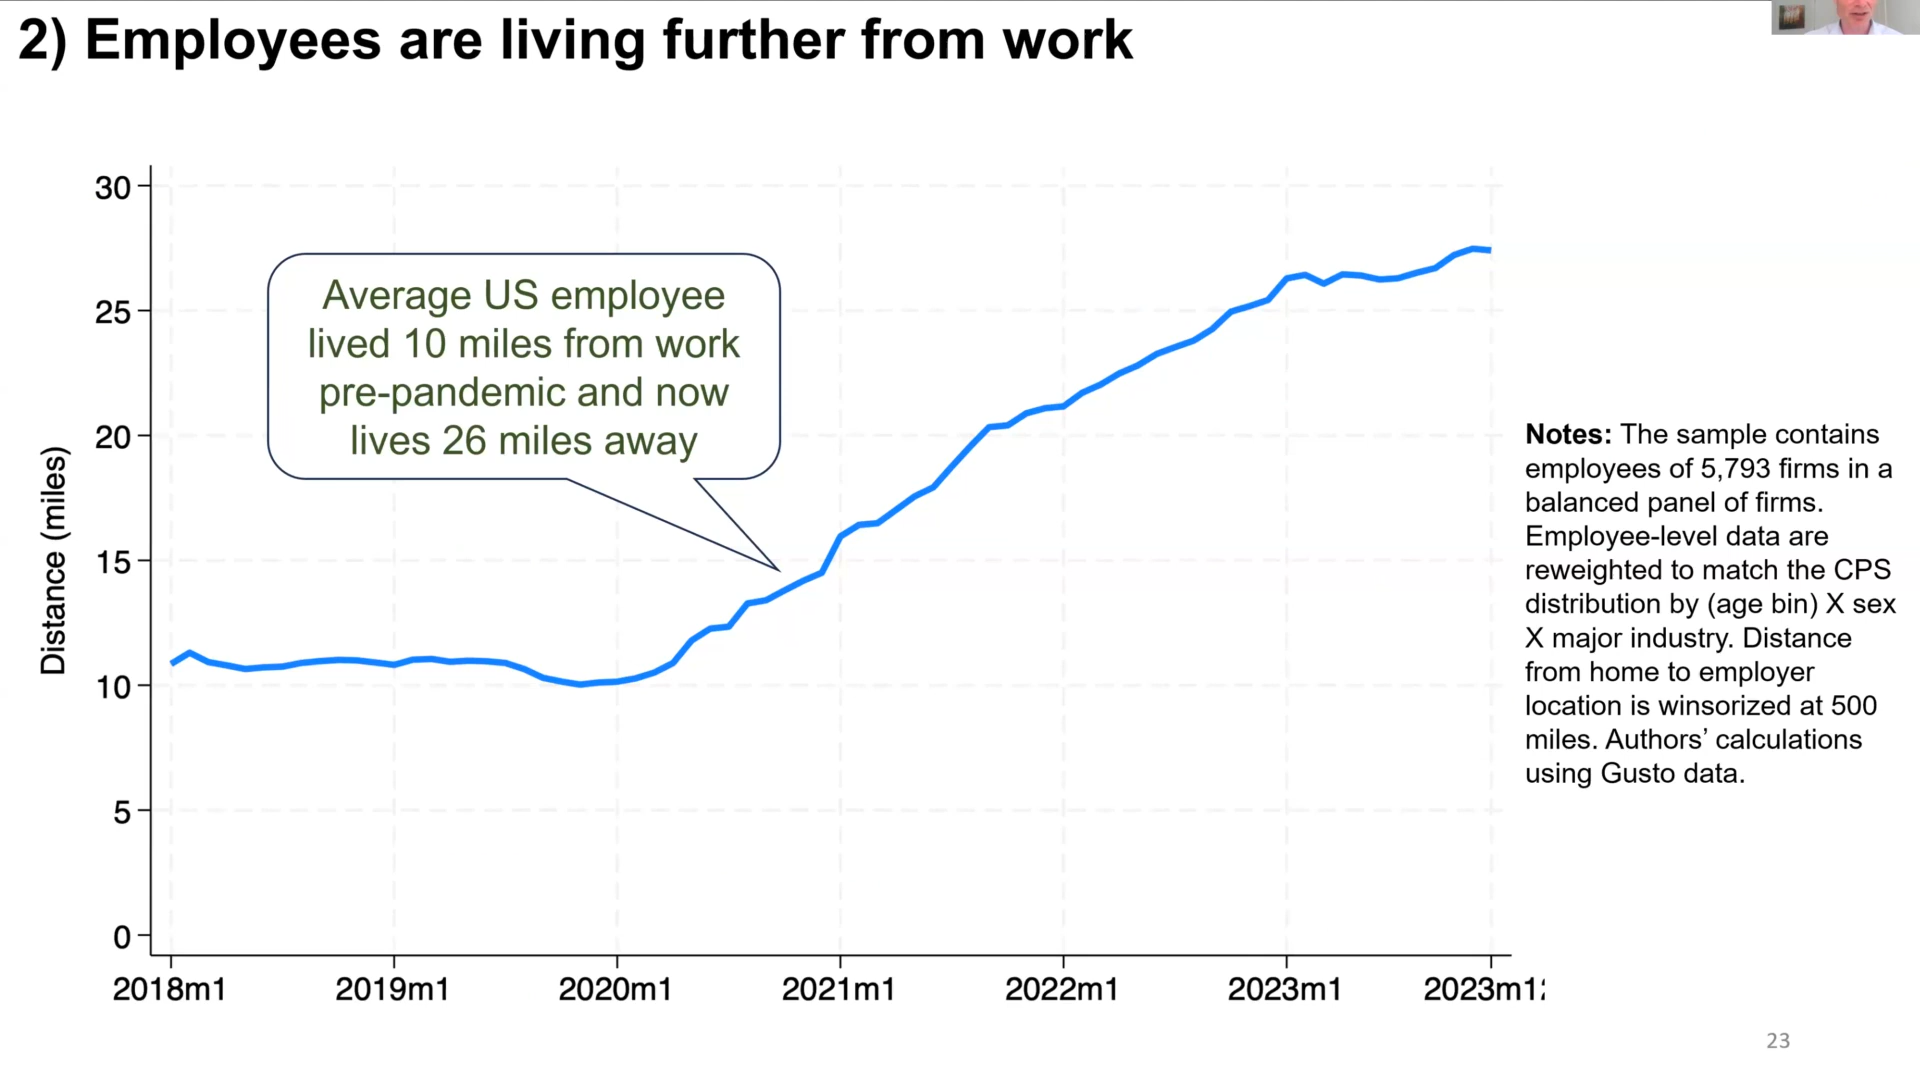 2) Employees are living further from work
30
25
20
15
10
5
0
Distance (miles)
Average US employee
lived 10 miles from work
pre-pandemic and now
lives 26 miles away
2018m1
2019m1
2020m1
2021m1
2022m1
2023m1
2023m1
Notes: The sample contains
employees of 5,793 firms in a
balanced panel of firms.
Employee-level data are
reweighted to match the CPS
distribution by (age bin) X sex
X major industry. Distance
from home to employer
location is winsorized at 500
miles. Authors’ calculations
using Gusto data.
23